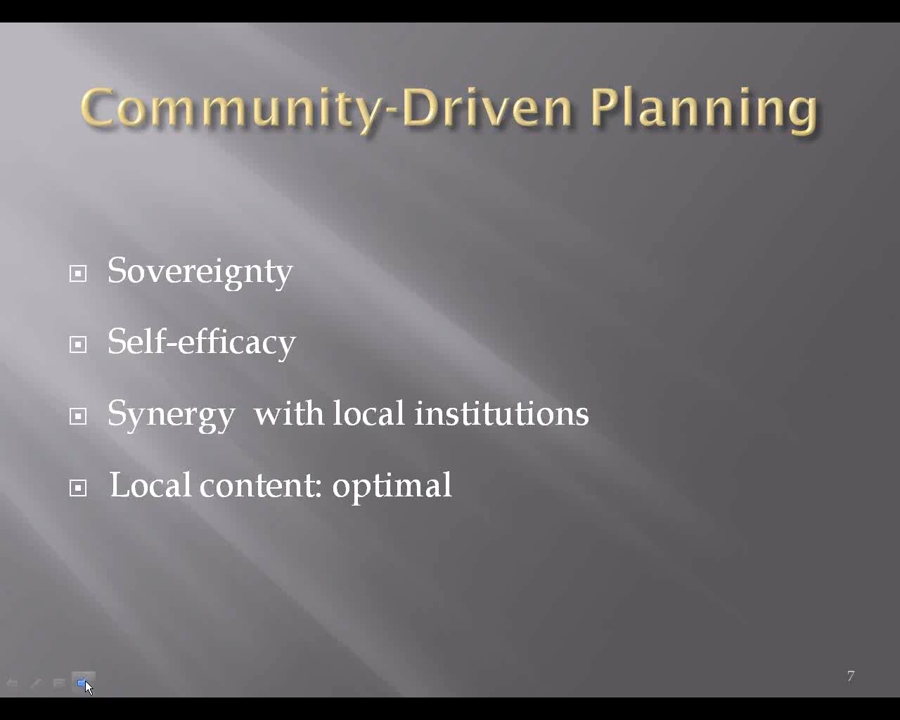 Community-Driven Planning
Sovereignty
Self-efficacy
Synergy with local institutions
Local content: optimal
7